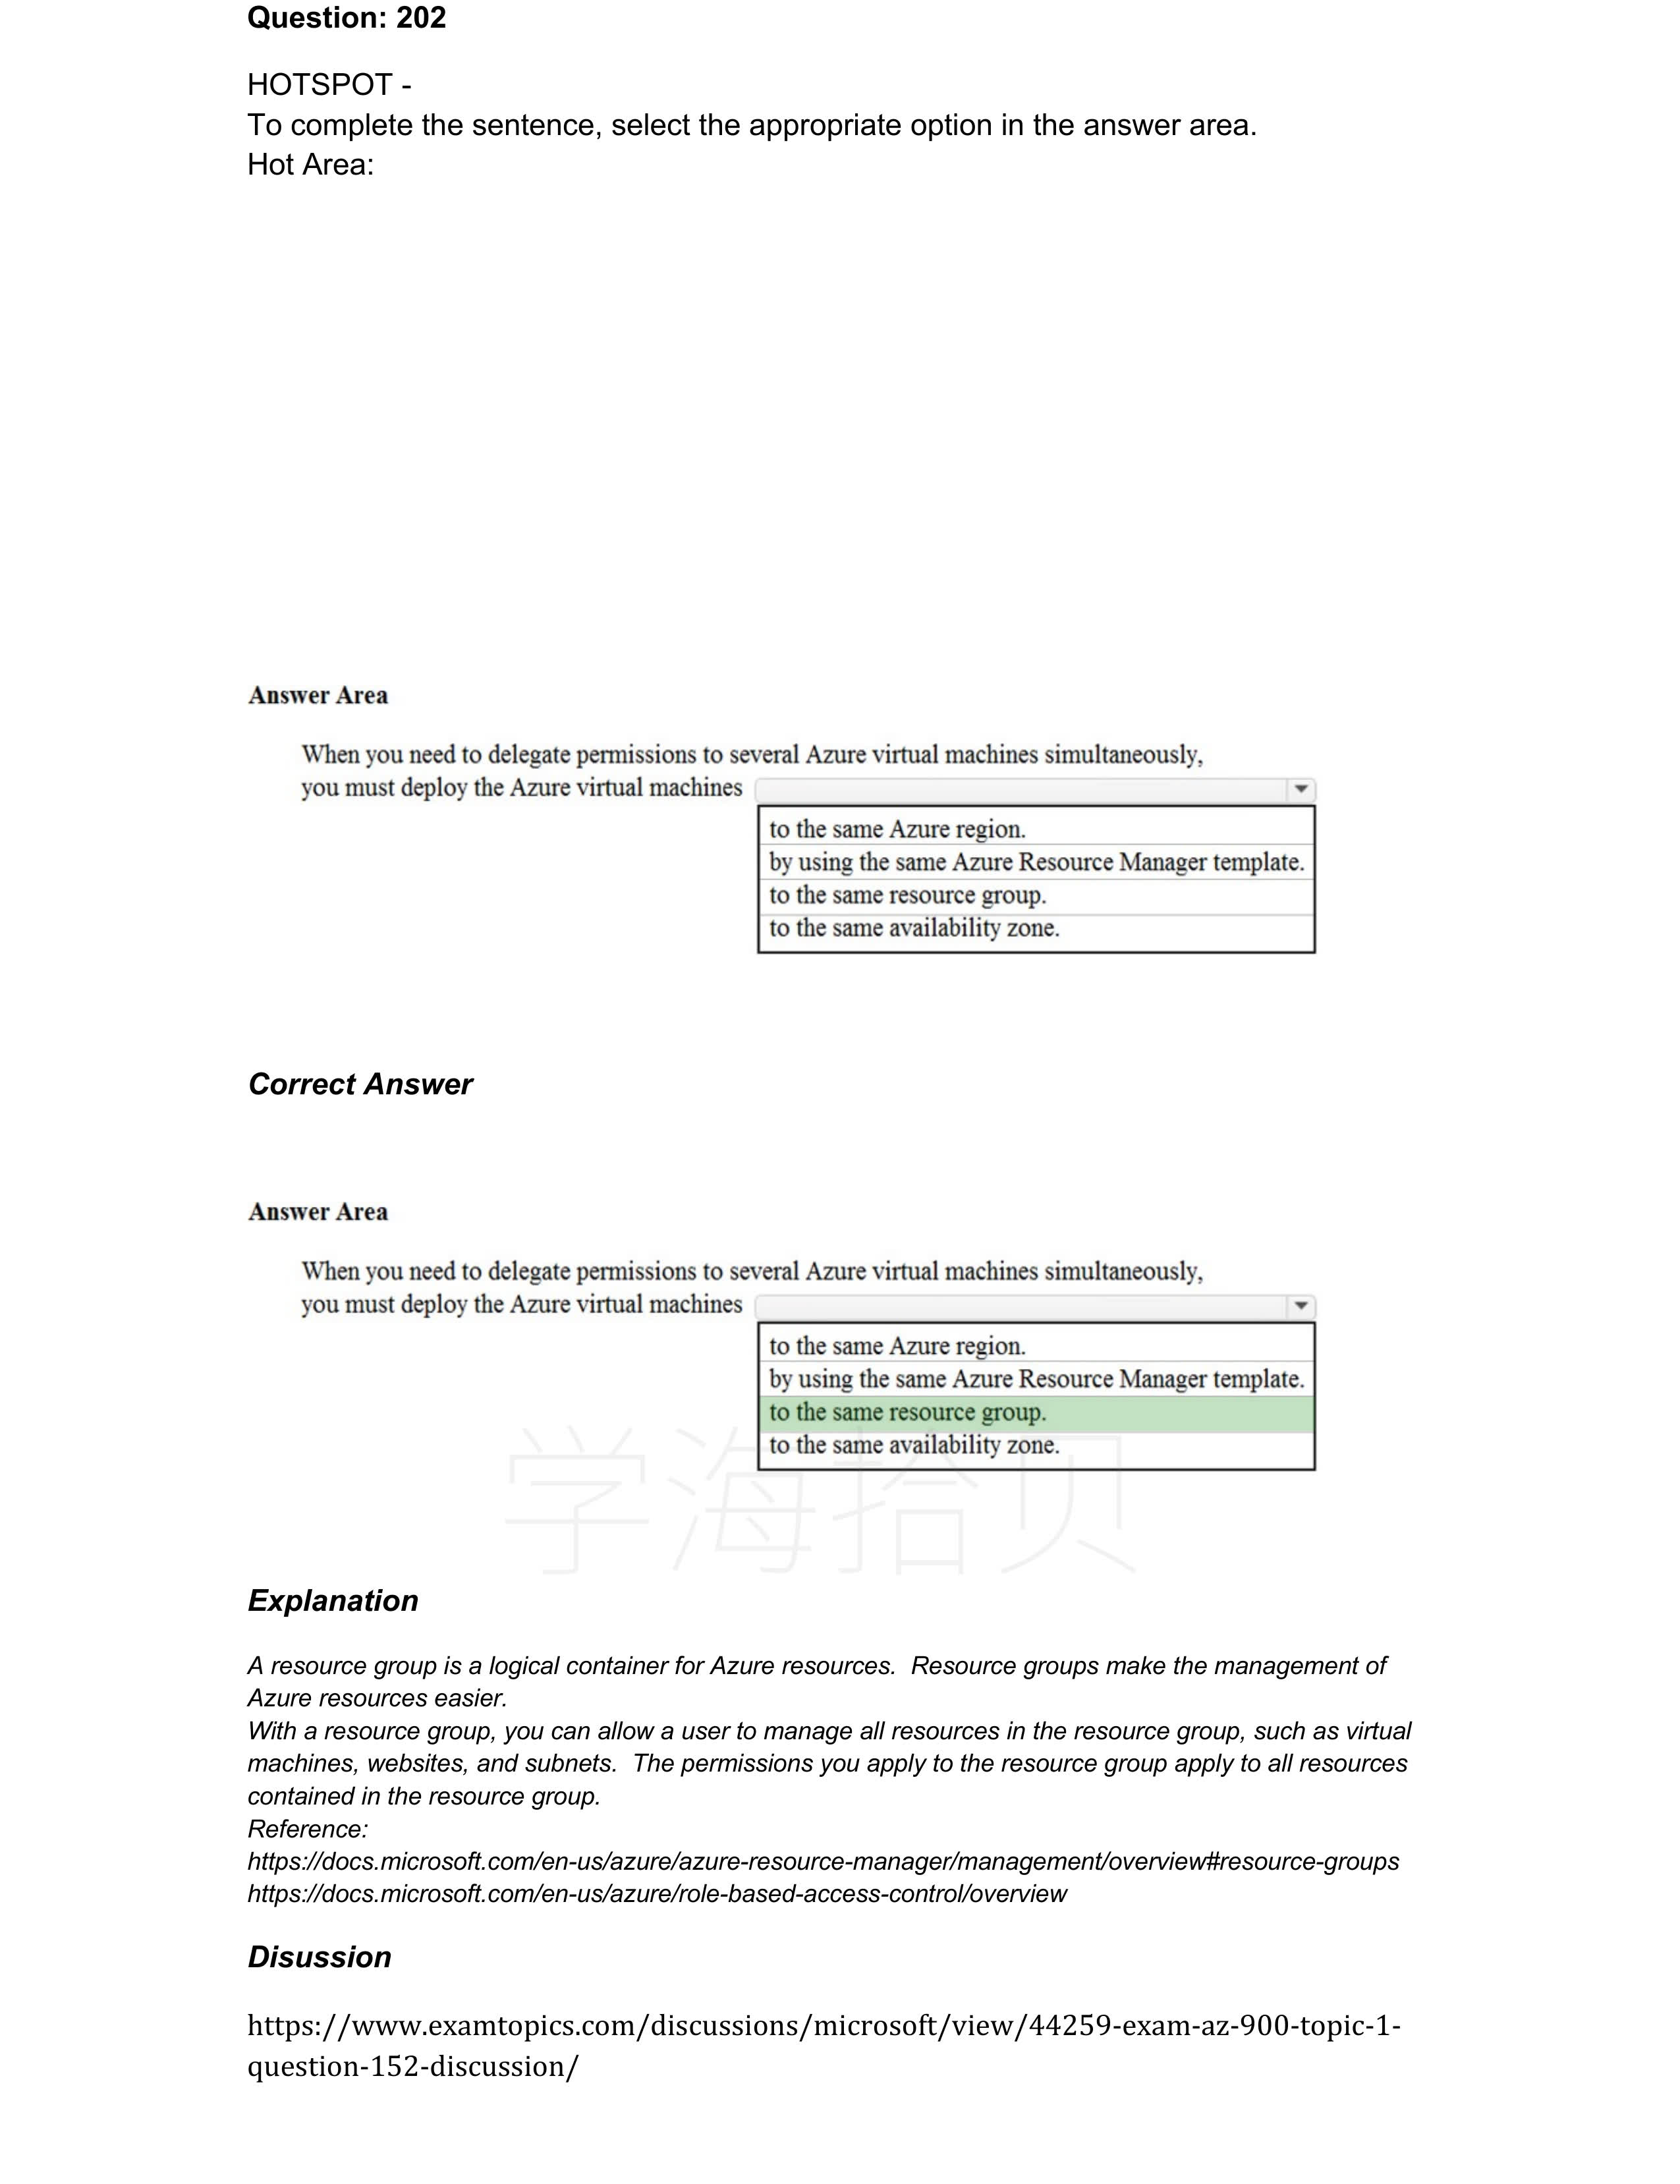 Question: 202
HOTSPOT -
To complete the sentence, select the appropriate option in the answer area.
Hot Area:
Answer Area
When you need to delegate permissions to several Azure virtual machines simultaneously,
you must deploy the Azure virtual machines
to the same Azure region.
by using the same Azure Resource Manager template.
to the same resource group.
to the same availability zone.
Correct Answer
Answer Area
When you need to delegate permissions to several Azure virtual machines simultaneously,
you must deploy the Azure virtual machines
to the same Azure region.
by using the same Azure Resource Manager template.
to the same resource group.
to the same availability zone.
学海拾贝
Explanation
A resource group is a logical container for Azure resources.  Resource groups make the management of
Azure resources easier.
With a resource group, you can allow a user to manage all resources in the resource group, such as virtual
machines, websites, and subnets.  The permissions you apply to the resource group apply to all resources
contained in the resource group.
Reference:
https://docs.microsoft.com/en-us/azure/azure-resource-manager/management/overview#resource-groups
https://docs.microsoft.com/en-us/azure/role-based-access-control/overview
Disussion
https://www.examtopics.com/discussions/microsoft/view/44259-exam-az-900-topic-1-
question-152-discussion/